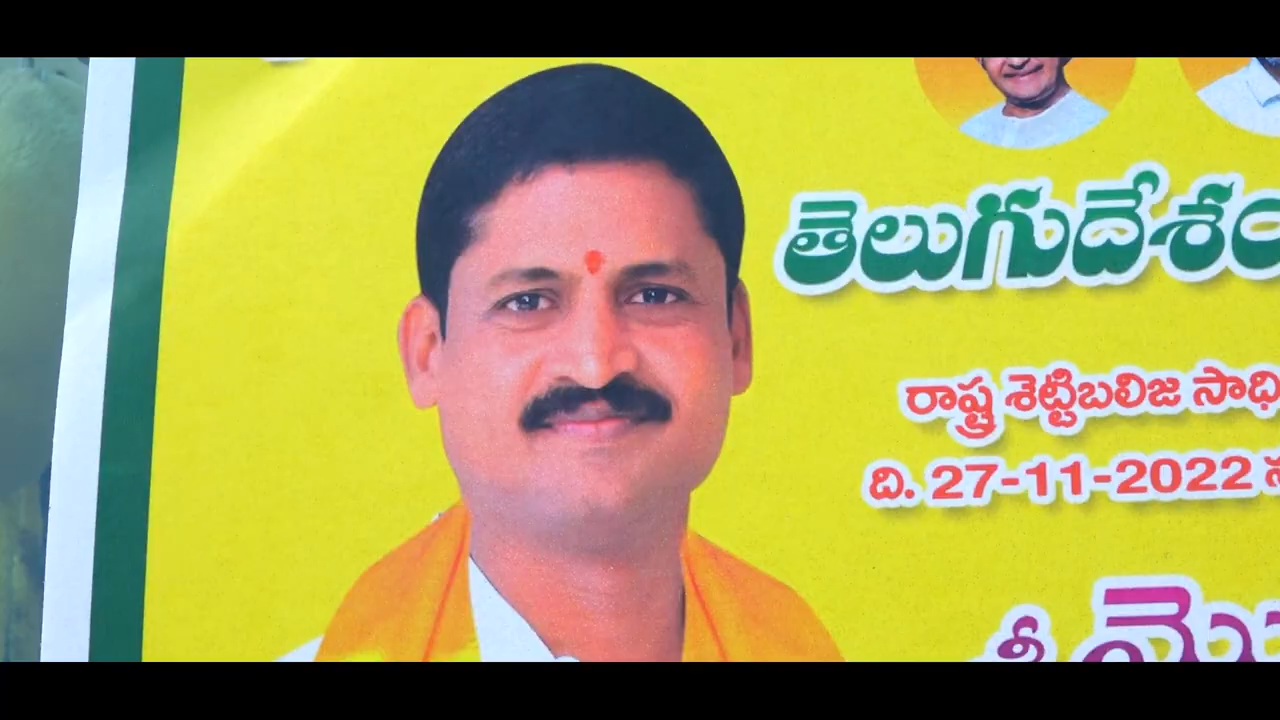 తెలుగుదేశం
రాష్ట్ర శెట్టిబలిజ సాధి
ది. 27-11-2022
శ్రీ